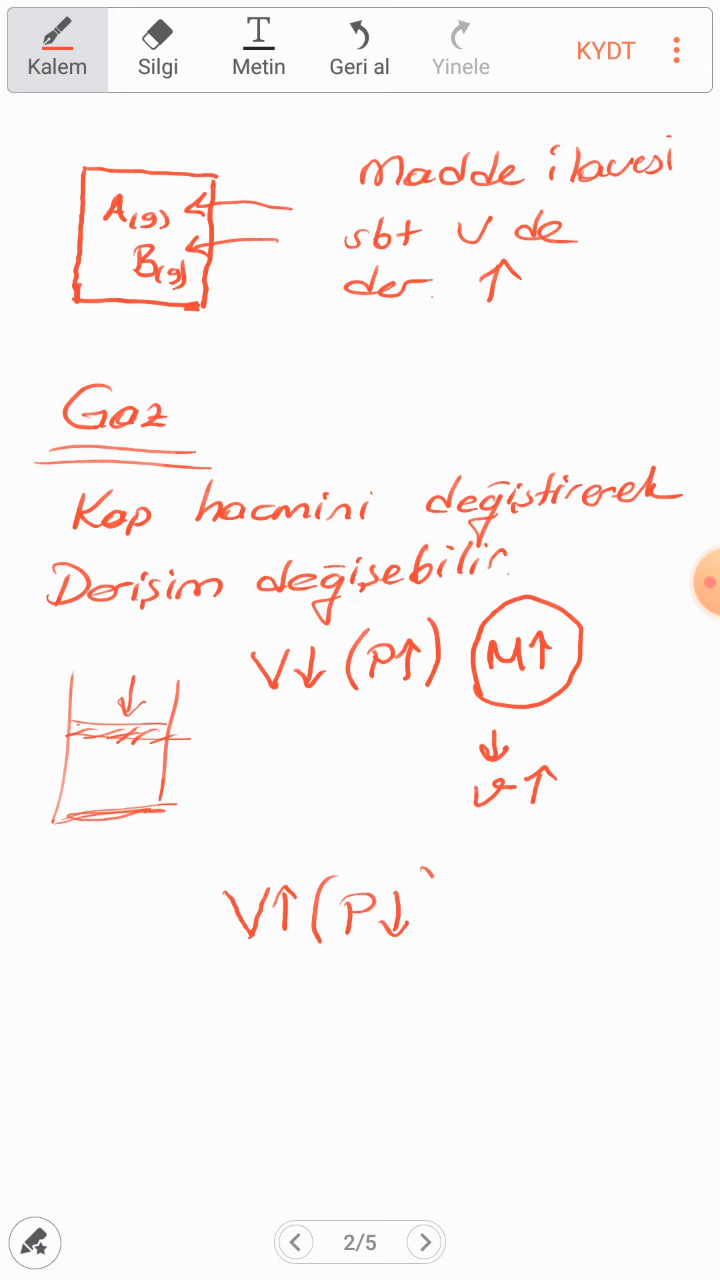 Kalem Silgi Metin Geri al Yinele KYDT
A(g)
B(g)
Madde ilavesi
sbt V de
der. ↑
Gaz
Kap hacmini değiştirerek
Derişim değişebilir.
V↓ (P↑) M↑
↓
v↑
V↑ (P↓
2/5